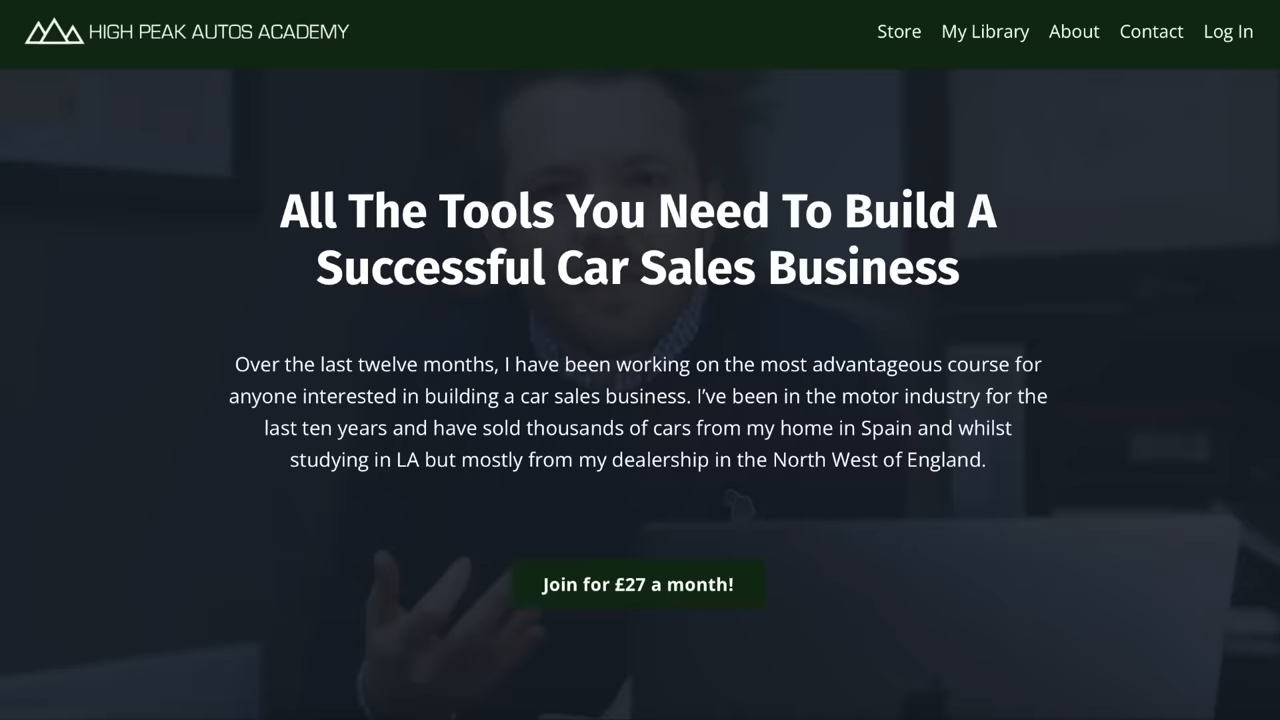 HIGH PEAK AUTOS ACADEMY
Store
My Library
About
Contact
Log In
All The Tools You Need To Build A
Successful Car Sales Business
Over the last twelve months, I have been working on the most advantageous course for
anyone interested in building a car sales business. I’ve been in the motor industry for the
last ten years and have sold thousands of cars from my home in Spain and whilst
studying in LA but mostly from my dealership in the North West of England.
Join for £27 a month!